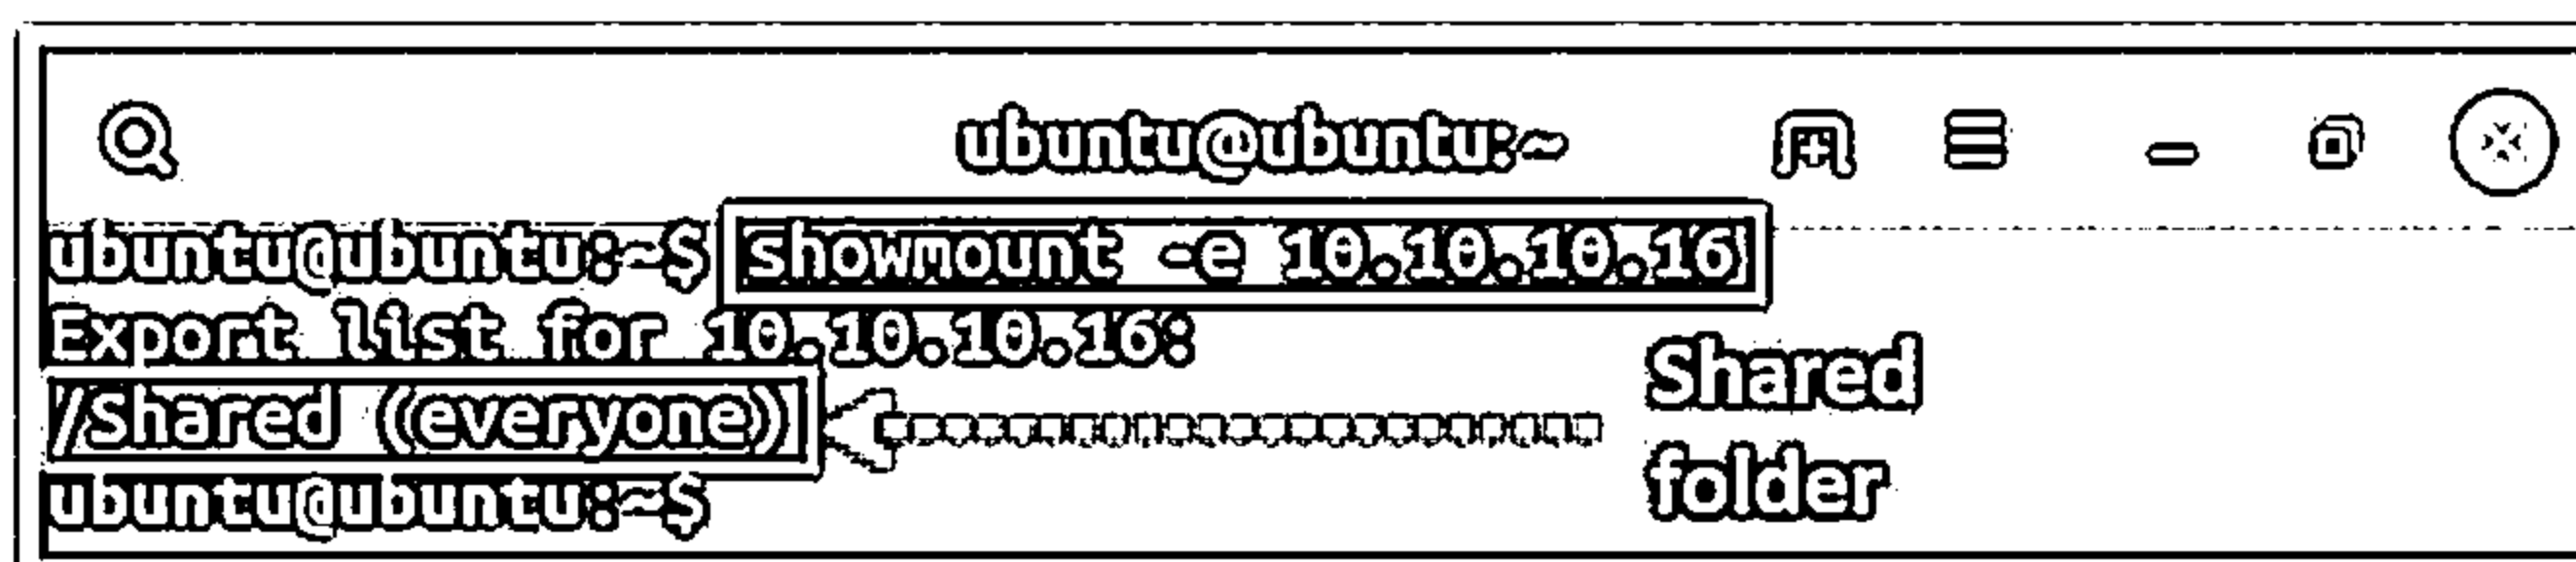 ubuntu@ubuntu:~
ubuntu@ubuntu:~$ showmount -e 10.10.10.16
Export list for 10.10.10.16:
/Shared (everyone)
Shared
folder
ubuntu@ubuntu:~$